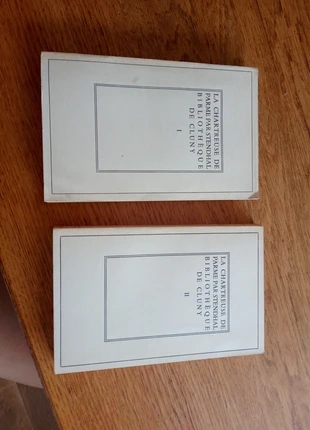 LA CHARTREUSE DE
PARME PAR STENDHAL
BIBLIOTHÈQUE
DE CLUNY
I
LA CHARTREUSE DE
PARME PAR STENDHAL
BIBLIOTHÈQUE
DE CLUNY
II